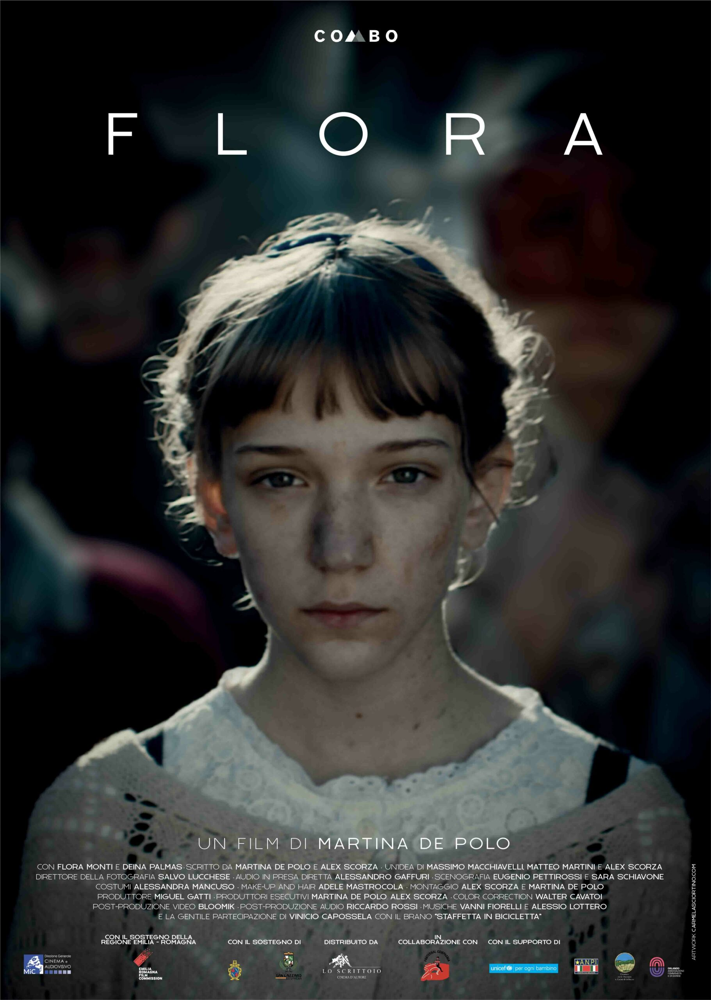 COMBO
FLORA
UN FILM DI MARTINA DE POLO
CON FLORA MONTI E DEINA PALMAS · SCRITTO DA MARTINA DE POLO E ALEX SCORZA · UN'IDEA DI MASSIMO MACCHIAVELLI, MATTEO MARTINI E ALEX SCORZA
DIRETTORE DELLA FOTOGRAFIA SALVO LUCCHESE · AUDIO IN PRESA DIRETTA ALESSANDRO GAFFURI · SCENOGRAFIA EUGENIO PETTIROSSI E SARA SCHIAVONE
COSTUMI ALESSANDRA MANCUSO · MAKE-UP AND HAIR ADELE MASTROCOLA · MONTAGGIO ALEX SCORZA E MARTINA DE POLO
PRODUTTORE MIGUEL GATTI · PRODUTTORI ESECUTIVI MARTINA DE POLO, ALEX SCORZA · COLOR CORRECTION WALTER CAVATOI
POST-PRODUZIONE VIDEO BLOOMIK · POST-PRODUZIONE AUDIO RICCARDO ROSSI · MUSICHE VANNI FIORELLI E ALESSIO LOTTERO
E LA GENTILE PARTECIPAZIONE DI VINICIO CAPOSSELA CON IL BRANO "STAFFETTA IN BICICLETTA"
ARTWORK CARMELASCIORTINO.COM
CON IL SOSTEGNO DELLA
REGIONE EMILIA - ROMAGNA
CON IL SOSTEGNO DI
DISTRIBUITO DA
IN
COLLABORAZIONE CON
CON IL SUPPORTO DI
MiC
Direzione Generale
CINEMA e
AUDIOVISIVO
EMILIA
ROMAGNA
FILM
COMMISSION
SAN LAZZARO
DI SAVENA
LO SCRITTOIO
CINEMA D'AUTORE
FRATERNAL COMPAGNIA
unicef per ogni bambino
A.N.P.I.
ORLANDO
ASSOCIAZIONE
FEMMINISTA
E DI DONNE